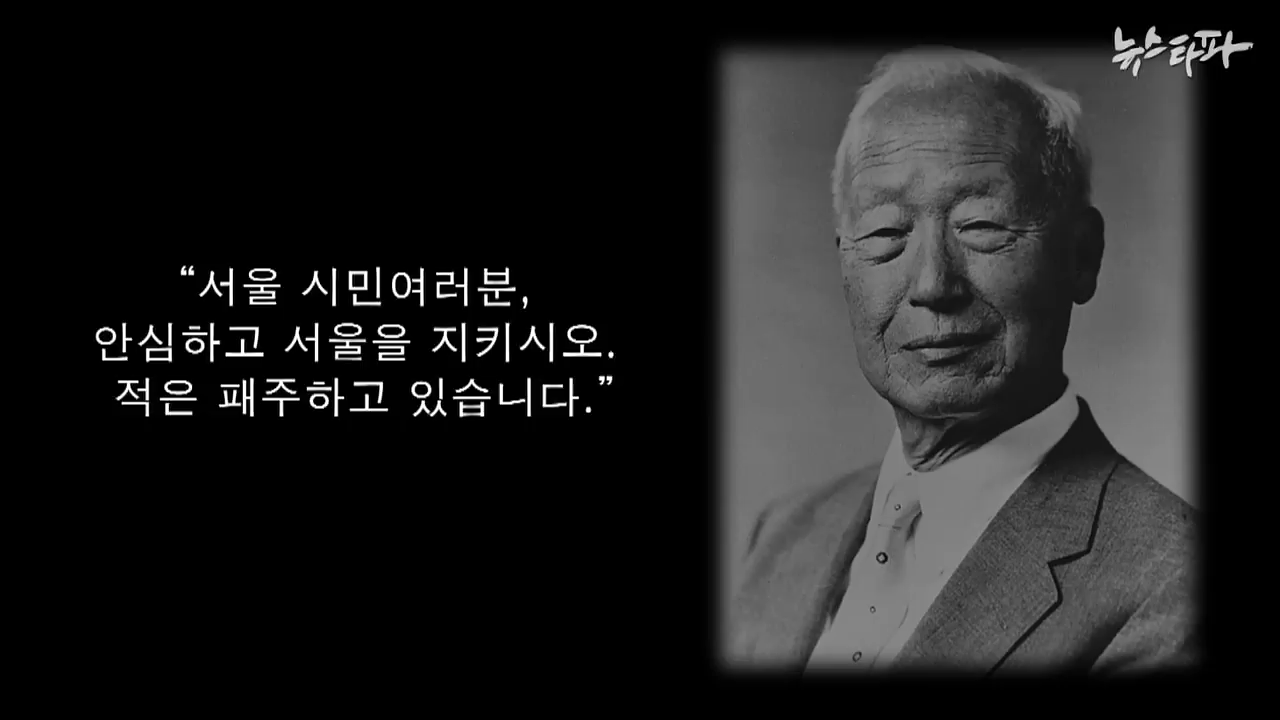 뉴스타파
“서울 시민여러분,
안심하고 서울을 지키시오.
적은 패주하고 있습니다.”